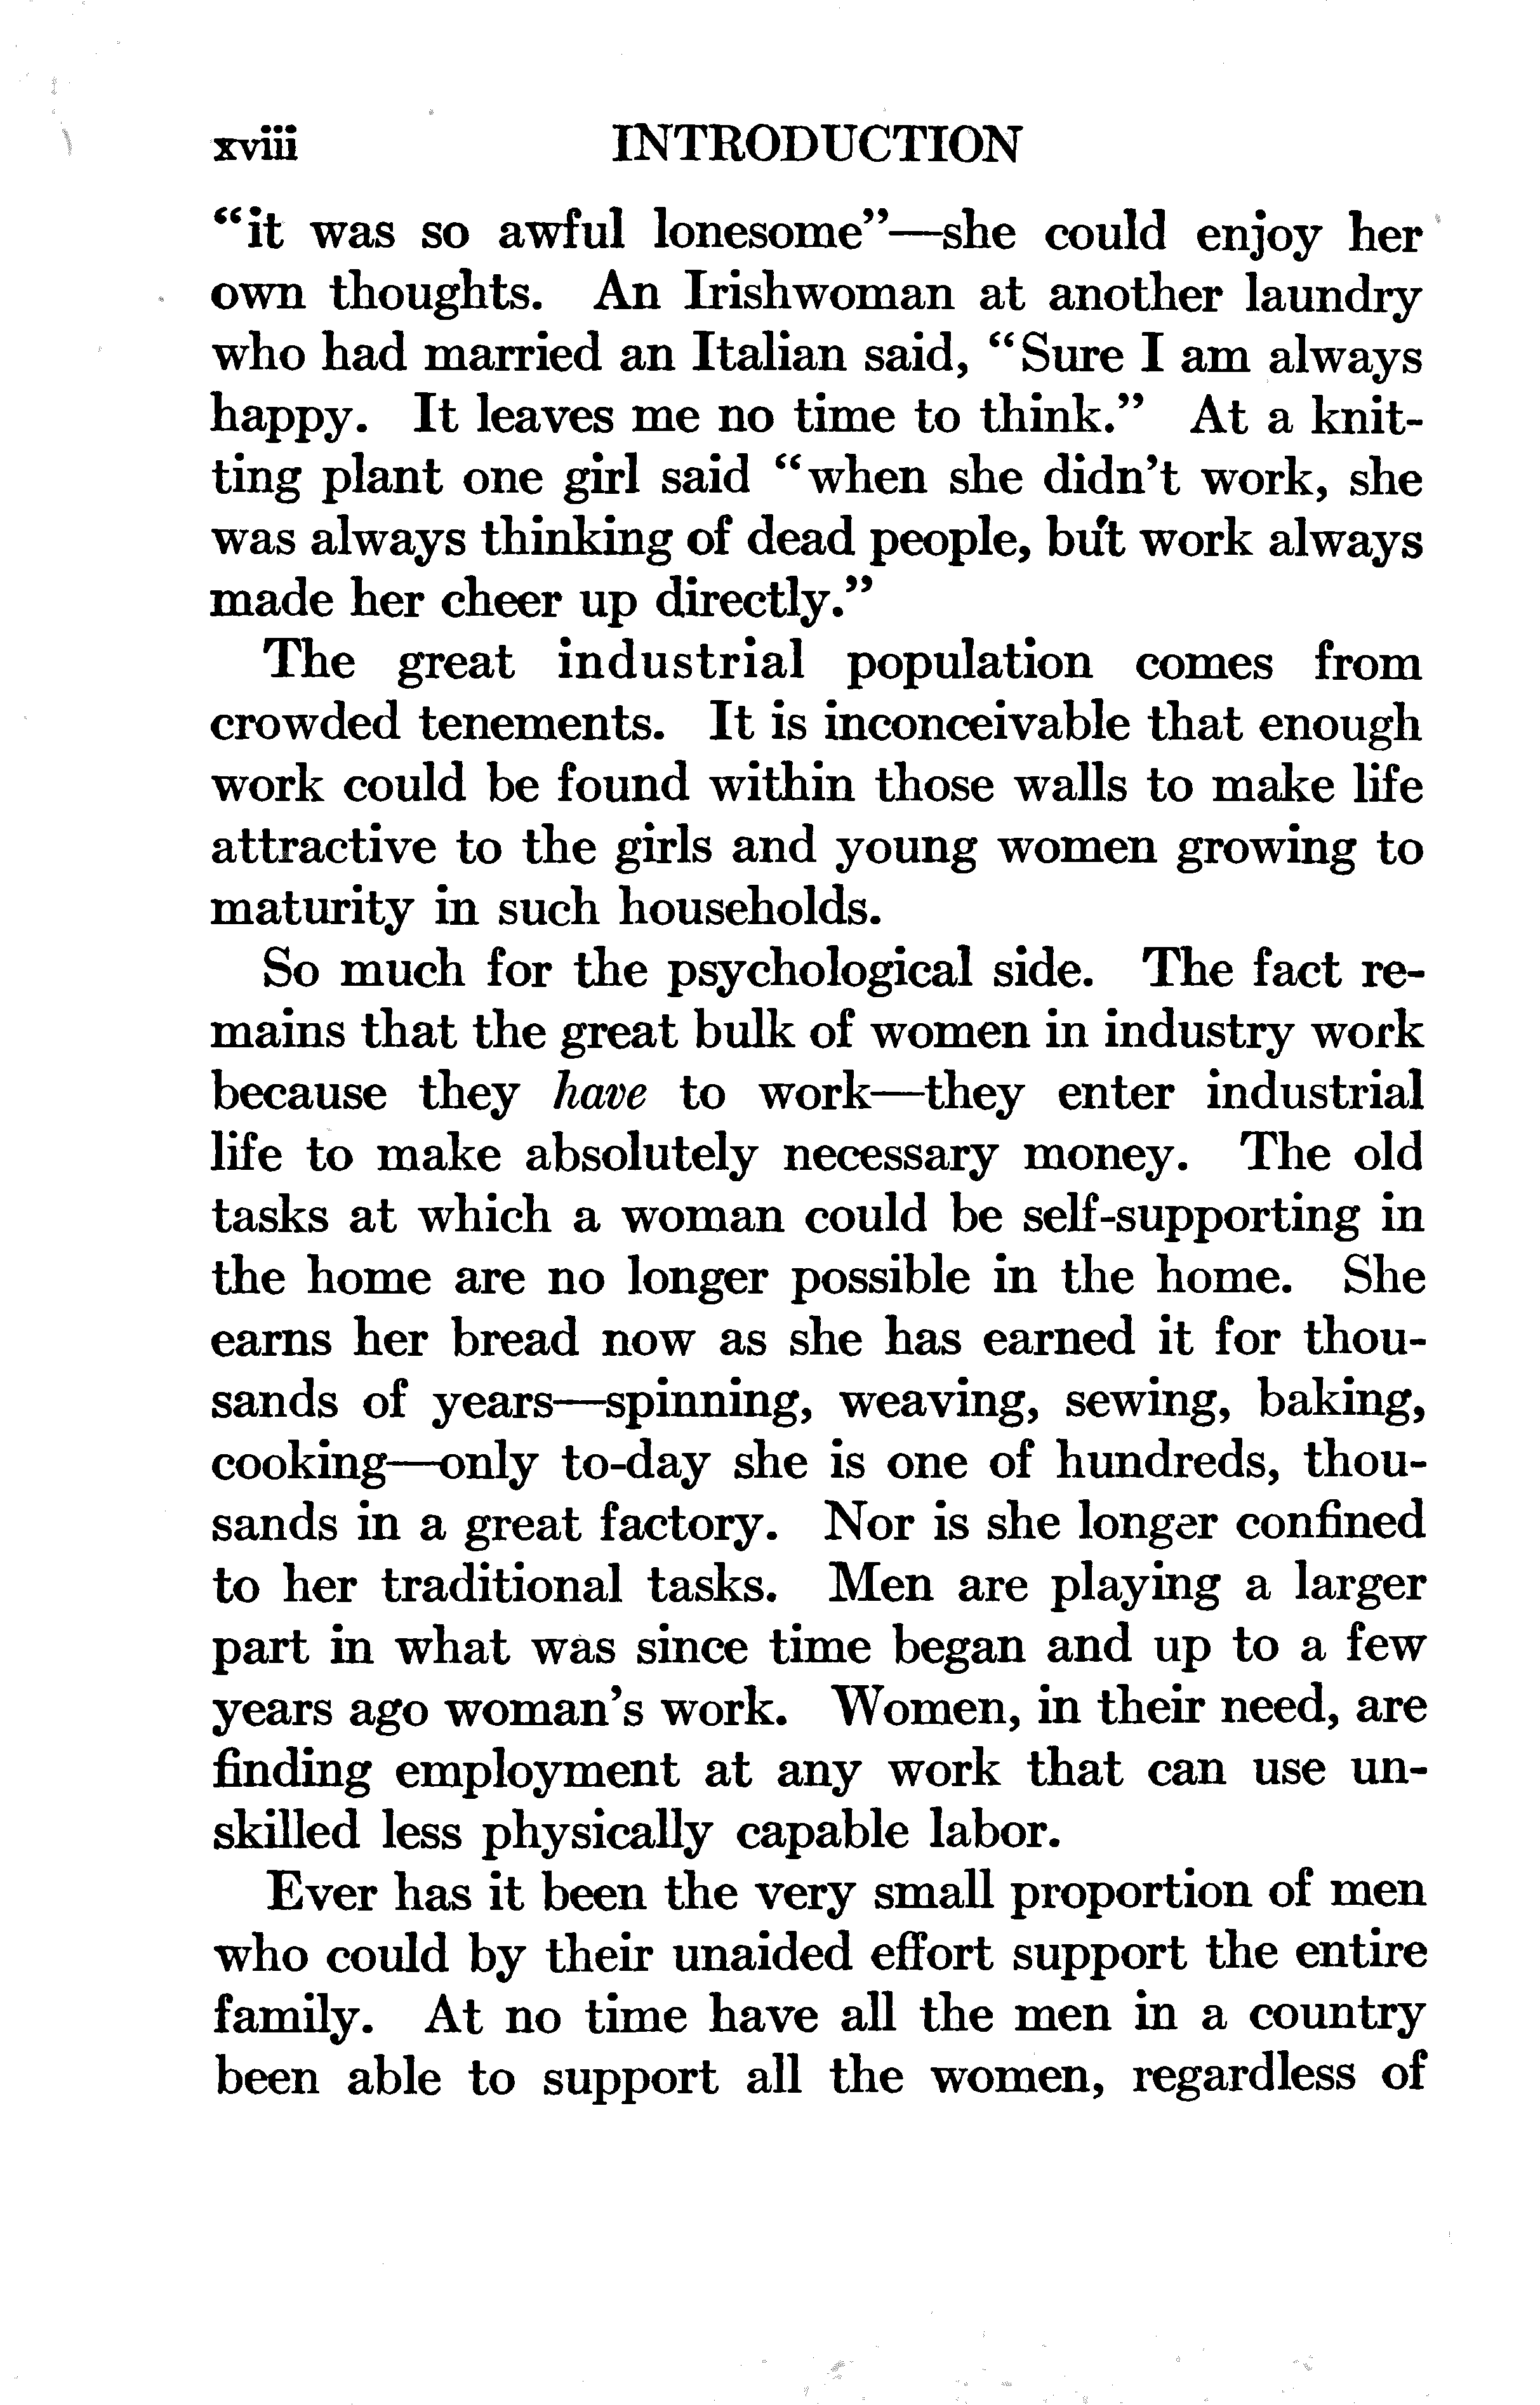 xviii INTRODUCTION
“it was so awful lonesome”—she could enjoy her
own thoughts. An Irishwoman at another laundry
who had married an Italian said, “Sure I am always
happy. It leaves me no time to think.” At a knit-
ting plant one girl said “when she didn’t work, she
was always thinking of dead people, but work always
made her cheer up directly.”
The great industrial population comes from
crowded tenements. It is inconceivable that enough
work could be found within those walls to make life
attractive to the girls and young women growing to
maturity in such households.
So much for the psychological side. The fact re-
mains that the great bulk of women in industry work
because they have to work—they enter industrial
life to make absolutely necessary money. The old
tasks at which a woman could be self-supporting in
the home are no longer possible in the home. She
earns her bread now as she has earned it for thou-
sands of years—spinning, weaving, sewing, baking,
cooking—only to-day she is one of hundreds, thou-
sands in a great factory. Nor is she longer confined
to her traditional tasks. Men are playing a larger
part in what was since time began and up to a few
years ago woman’s work. Women, in their need, are
finding employment at any work that can use un-
skilled less physically capable labor.
Ever has it been the very small proportion of men
who could by their unaided effort support the entire
family. At no time have all the men in a country
been able to support all the women, regardless of